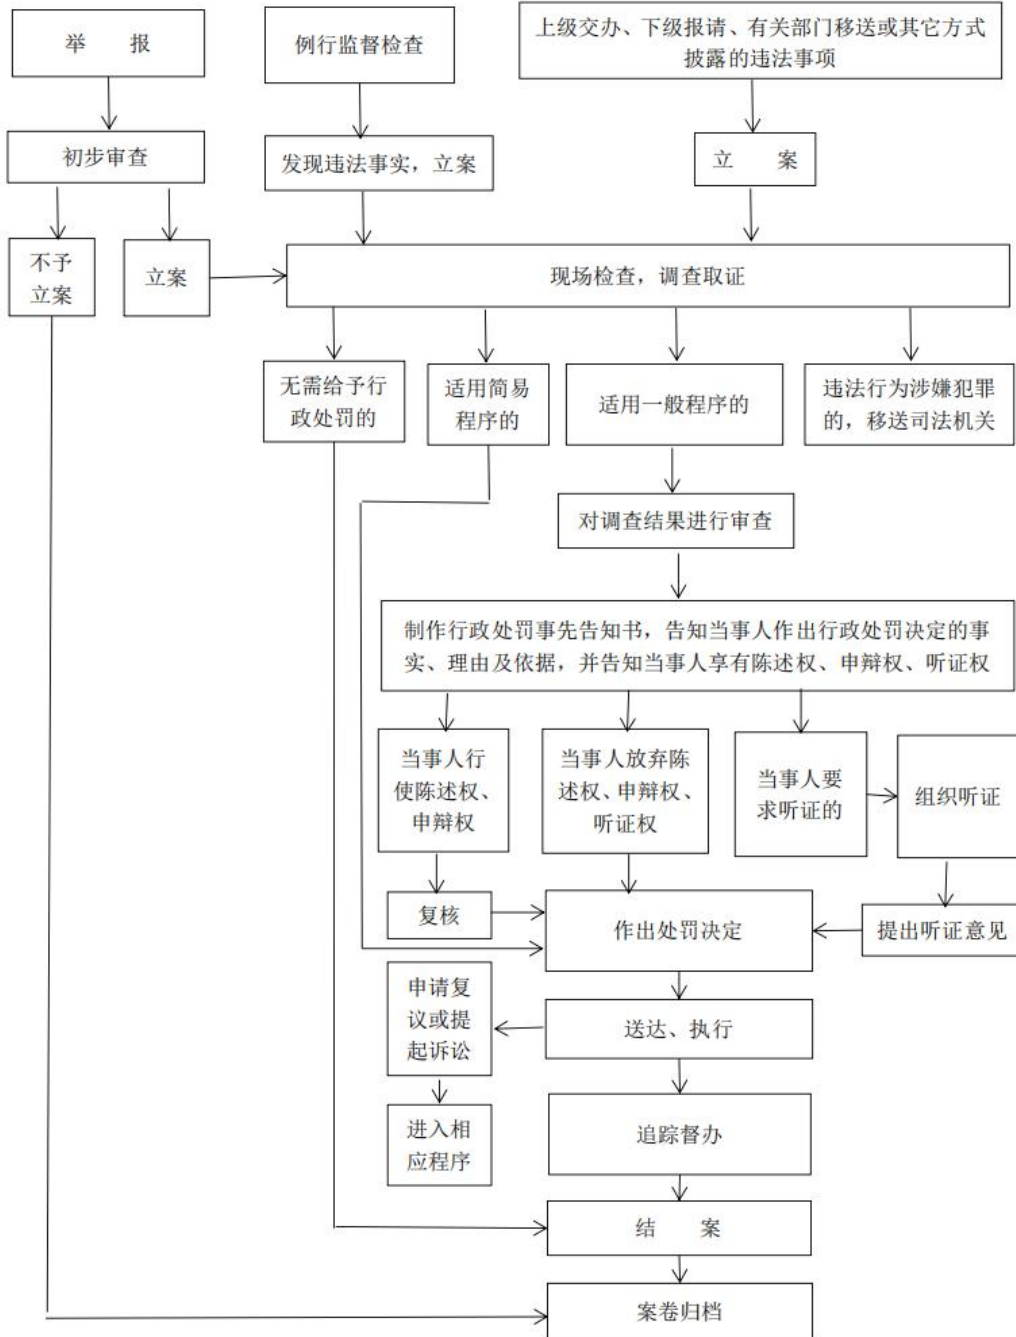 举 报
例行监督检查
上级交办、下级报请、有关部门移送或其它方式
披露的违法事项
初步审查
发现违法事实，立案
立 案
不予
立案
立案
现场检查，调查取证
无需给予行
政处罚的
适用简易
程序的
适用一般程序的
违法行为涉嫌犯罪
的，移送司法机关
对调查结果进行审查
制作行政处罚事先告知书，告知当事人作出行政处罚决定的事
实、理由及依据，并告知当事人享有陈述权、申辩权、听证权
当事人行
使陈述权、
申辩权
当事人放弃陈
述权、申辩权、
听证权
当事人要
求听证的
组织听证
复核
作出处罚决定
提出听证意见
申请复
议或提
起诉讼
送达、执行
进入相
应程序
追踪督办
结 案
案卷归档